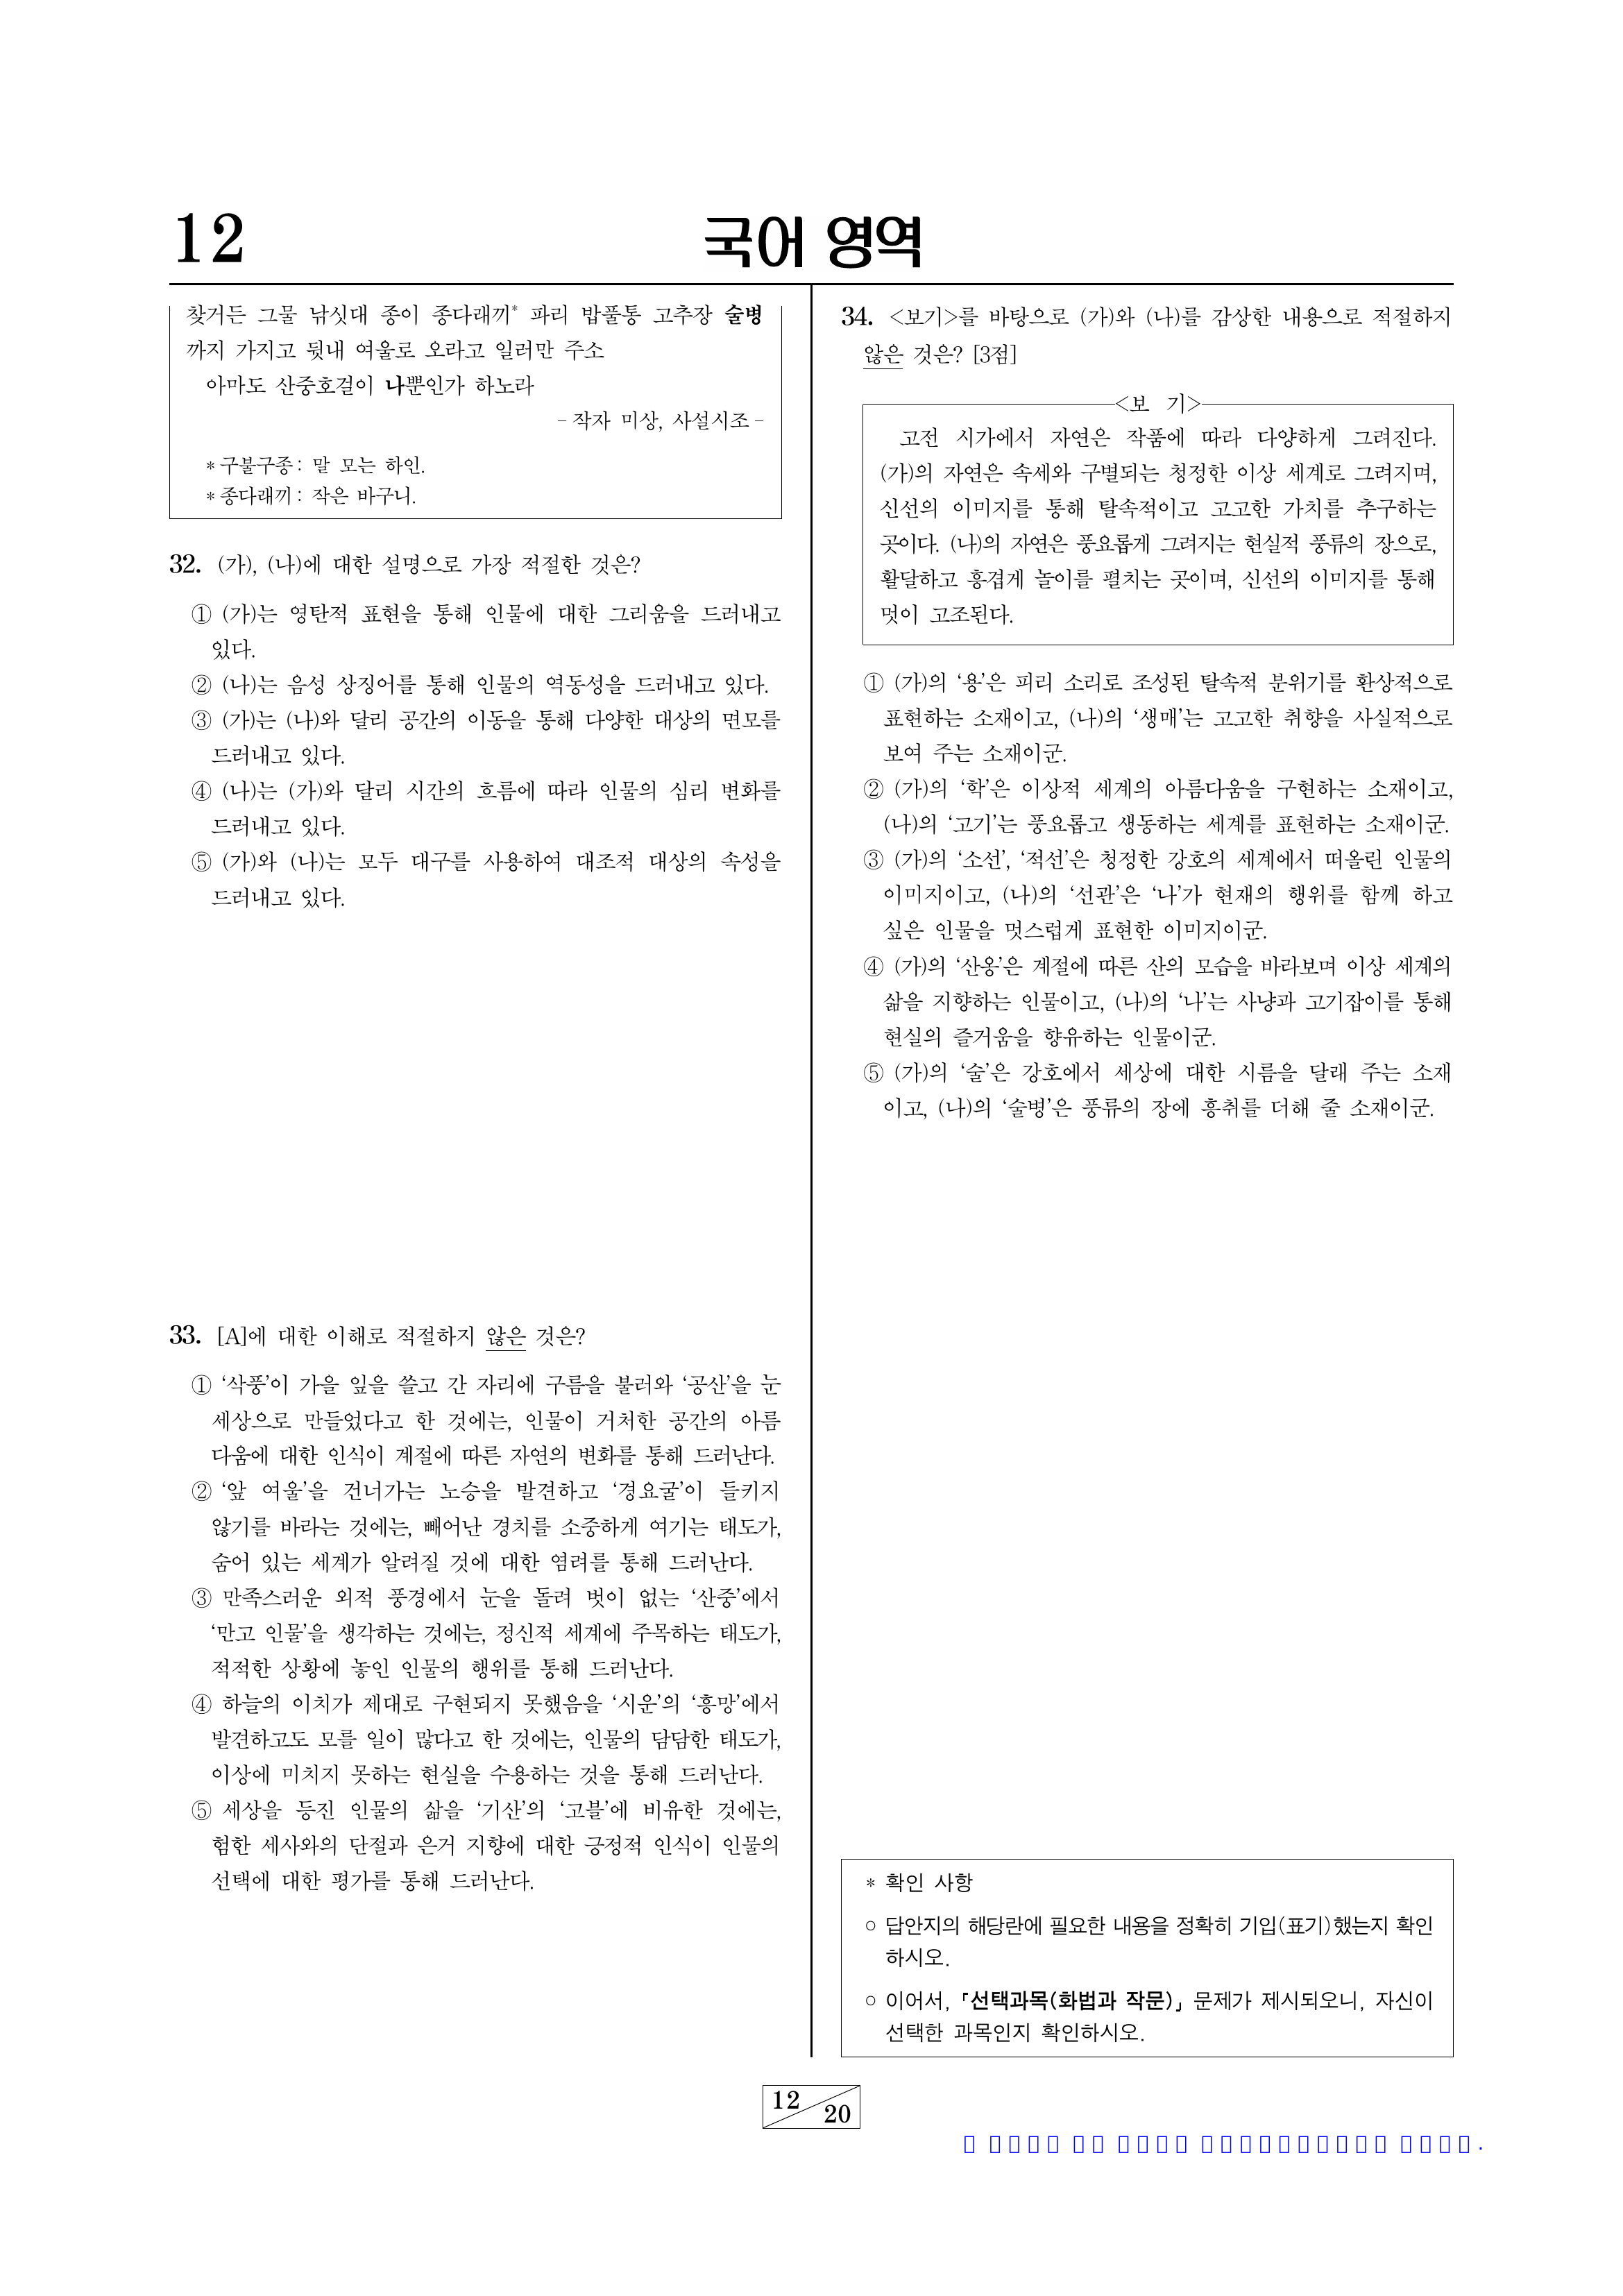 12
국어 영역
찾거든 그물 낚싯대 종이 종다래끼* 파리 밥풀통 고추장 술병
까지 가지고 뒷내 여울로 오라고 일러만 주소
아마도 산중호걸이 나뿐인가 하노라
- 작자 미상, 사설시조 -
* 구불구종: 말 모는 하인.
* 종다래끼: 작은 바구니.
32. (가), (나)에 대한 설명으로 가장 적절한 것은?
① (가)는 영탄적 표현을 통해 인물에 대한 그리움을 드러내고
있다.
② (나)는 음성 상징어를 통해 인물의 역동성을 드러내고 있다.
③ (가)는 (나)와 달리 공간의 이동을 통해 다양한 대상의 면모를
드러내고 있다.
④ (나)는 (가)와 달리 시간의 흐름에 따라 인물의 심리 변화를
드러내고 있다.
⑤ (가)와 (나)는 모두 대구를 사용하여 대조적 대상의 속성을
드러내고 있다.
33. [A]에 대한 이해로 적절하지 않은 것은?
① ‘삭풍’이 가을 잎을 쓸고 간 자리에 구름을 불러와 ‘공산’을 눈
세상으로 만들었다고 한 것에는, 인물이 거처한 공간의 아름
다움에 대한 인식이 계절에 따른 자연의 변화를 통해 드러난다.
② ‘앞 여울’을 건너가는 노승을 발견하고 ‘경요굴’이 들키지
않기를 바라는 것에는, 빼어난 경치를 소중하게 여기는 태도가,
숨어 있는 세계가 알려질 것에 대한 염려를 통해 드러난다.
③ 만족스러운 외적 풍경에서 눈을 돌려 벗이 없는 ‘산중’에서
‘만고 인물’을 생각하는 것에는, 정신적 세계에 주목하는 태도가,
적적한 상황에 놓인 인물의 행위를 통해 드러난다.
④ 하늘의 이치가 제대로 구현되지 못했음을 ‘시운’의 ‘흥망’에서
발견하고도 모를 일이 많다고 한 것에는, 인물의 담담한 태도가,
이상에 미치지 못하는 현실을 수용하는 것을 통해 드러난다.
⑤ 세상을 등진 인물의 삶을 ‘기산’의 ‘고블’에 비유한 것에는,
험한 세사와의 단절과 은거 지향에 대한 긍정적 인식이 인물의
선택에 대한 평가를 통해 드러난다.
34. <보기>를 바탕으로 (가)와 (나)를 감상한 내용으로 적절하지
않은 것은? [3점]
<보 기>
고전 시가에서 자연은 작품에 따라 다양하게 그려진다.
(가)의 자연은 속세와 구별되는 청정한 이상 세계로 그려지며,
신선의 이미지를 통해 탈속적이고 고고한 가치를 추구하는
곳이다. (나)의 자연은 풍요롭게 그려지는 현실적 풍류의 장으로,
활달하고 흥겹게 놀이를 펼치는 곳이며, 신선의 이미지를 통해
멋이 고조된다.
① (가)의 ‘용’은 피리 소리로 조성된 탈속적 분위기를 환상적으로
표현하는 소재이고, (나)의 ‘생매’는 고고한 취향을 사실적으로
보여 주는 소재이군.
② (가)의 ‘학’은 이상적 세계의 아름다움을 구현하는 소재이고,
(나)의 ‘고기’는 풍요롭고 생동하는 세계를 표현하는 소재이군.
③ (가)의 ‘소선’, ‘적선’은 청정한 강호의 세계에서 떠올린 인물의
이미지이고, (나)의 ‘선관’은 ‘나’가 현재의 행위를 함께 하고
싶은 인물을 멋스럽게 표현한 이미지이군.
④ (가)의 ‘산옹’은 계절에 따른 산의 모습을 바라보며 이상 세계의
삶을 지향하는 인물이고, (나)의 ‘나’는 사냥과 고기잡이를 통해
현실의 즐거움을 향유하는 인물이군.
⑤ (가)의 ‘술’은 강호에서 세상에 대한 시름을 달래 주는 소재
이고, (나)의 ‘술병’은 풍류의 장에 흥취를 더해 줄 소재이군.
* 확인 사항
○ 답안지의 해당란에 필요한 내용을 정확히 기입(표기)했는지 확인
하시오.
○ 이어서, 「선택과목(화법과 작문)」 문제가 제시되오니, 자신이
선택한 과목인지 확인하시오.
12
20